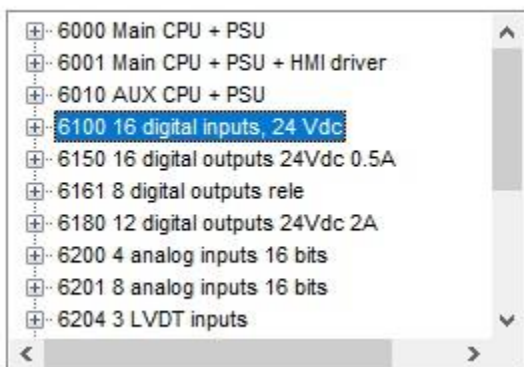 6000 Main CPU + PSU
6001 Main CPU + PSU + HMI driver
6010 AUX CPU + PSU
6100 16 digital inputs, 24 Vdc
6150 16 digital outputs 24Vdc 0.5A
6161 8 digital outputs rele
6180 12 digital outputs 24Vdc 2A
6200 4 analog inputs 16 bits
6201 8 analog inputs 16 bits
6204 3 LVDT inputs